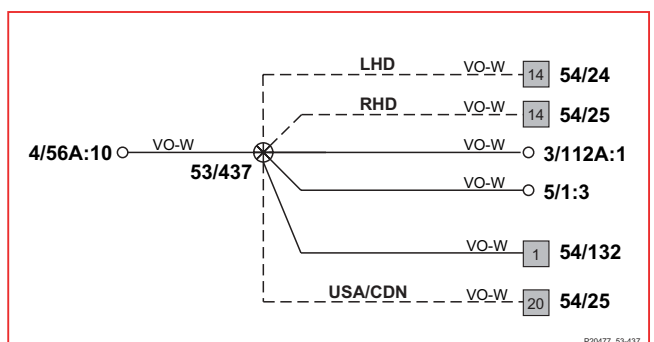 LHD VO-W 14 54/24
RHD VO-W 14 54/25
4/56A:10 VO-W VO-W 3/112A:1
53/437
VO-W 5/1:3
VO-W 1 54/132
USA/CDN VO-W 20 54/25
P20477_53-437